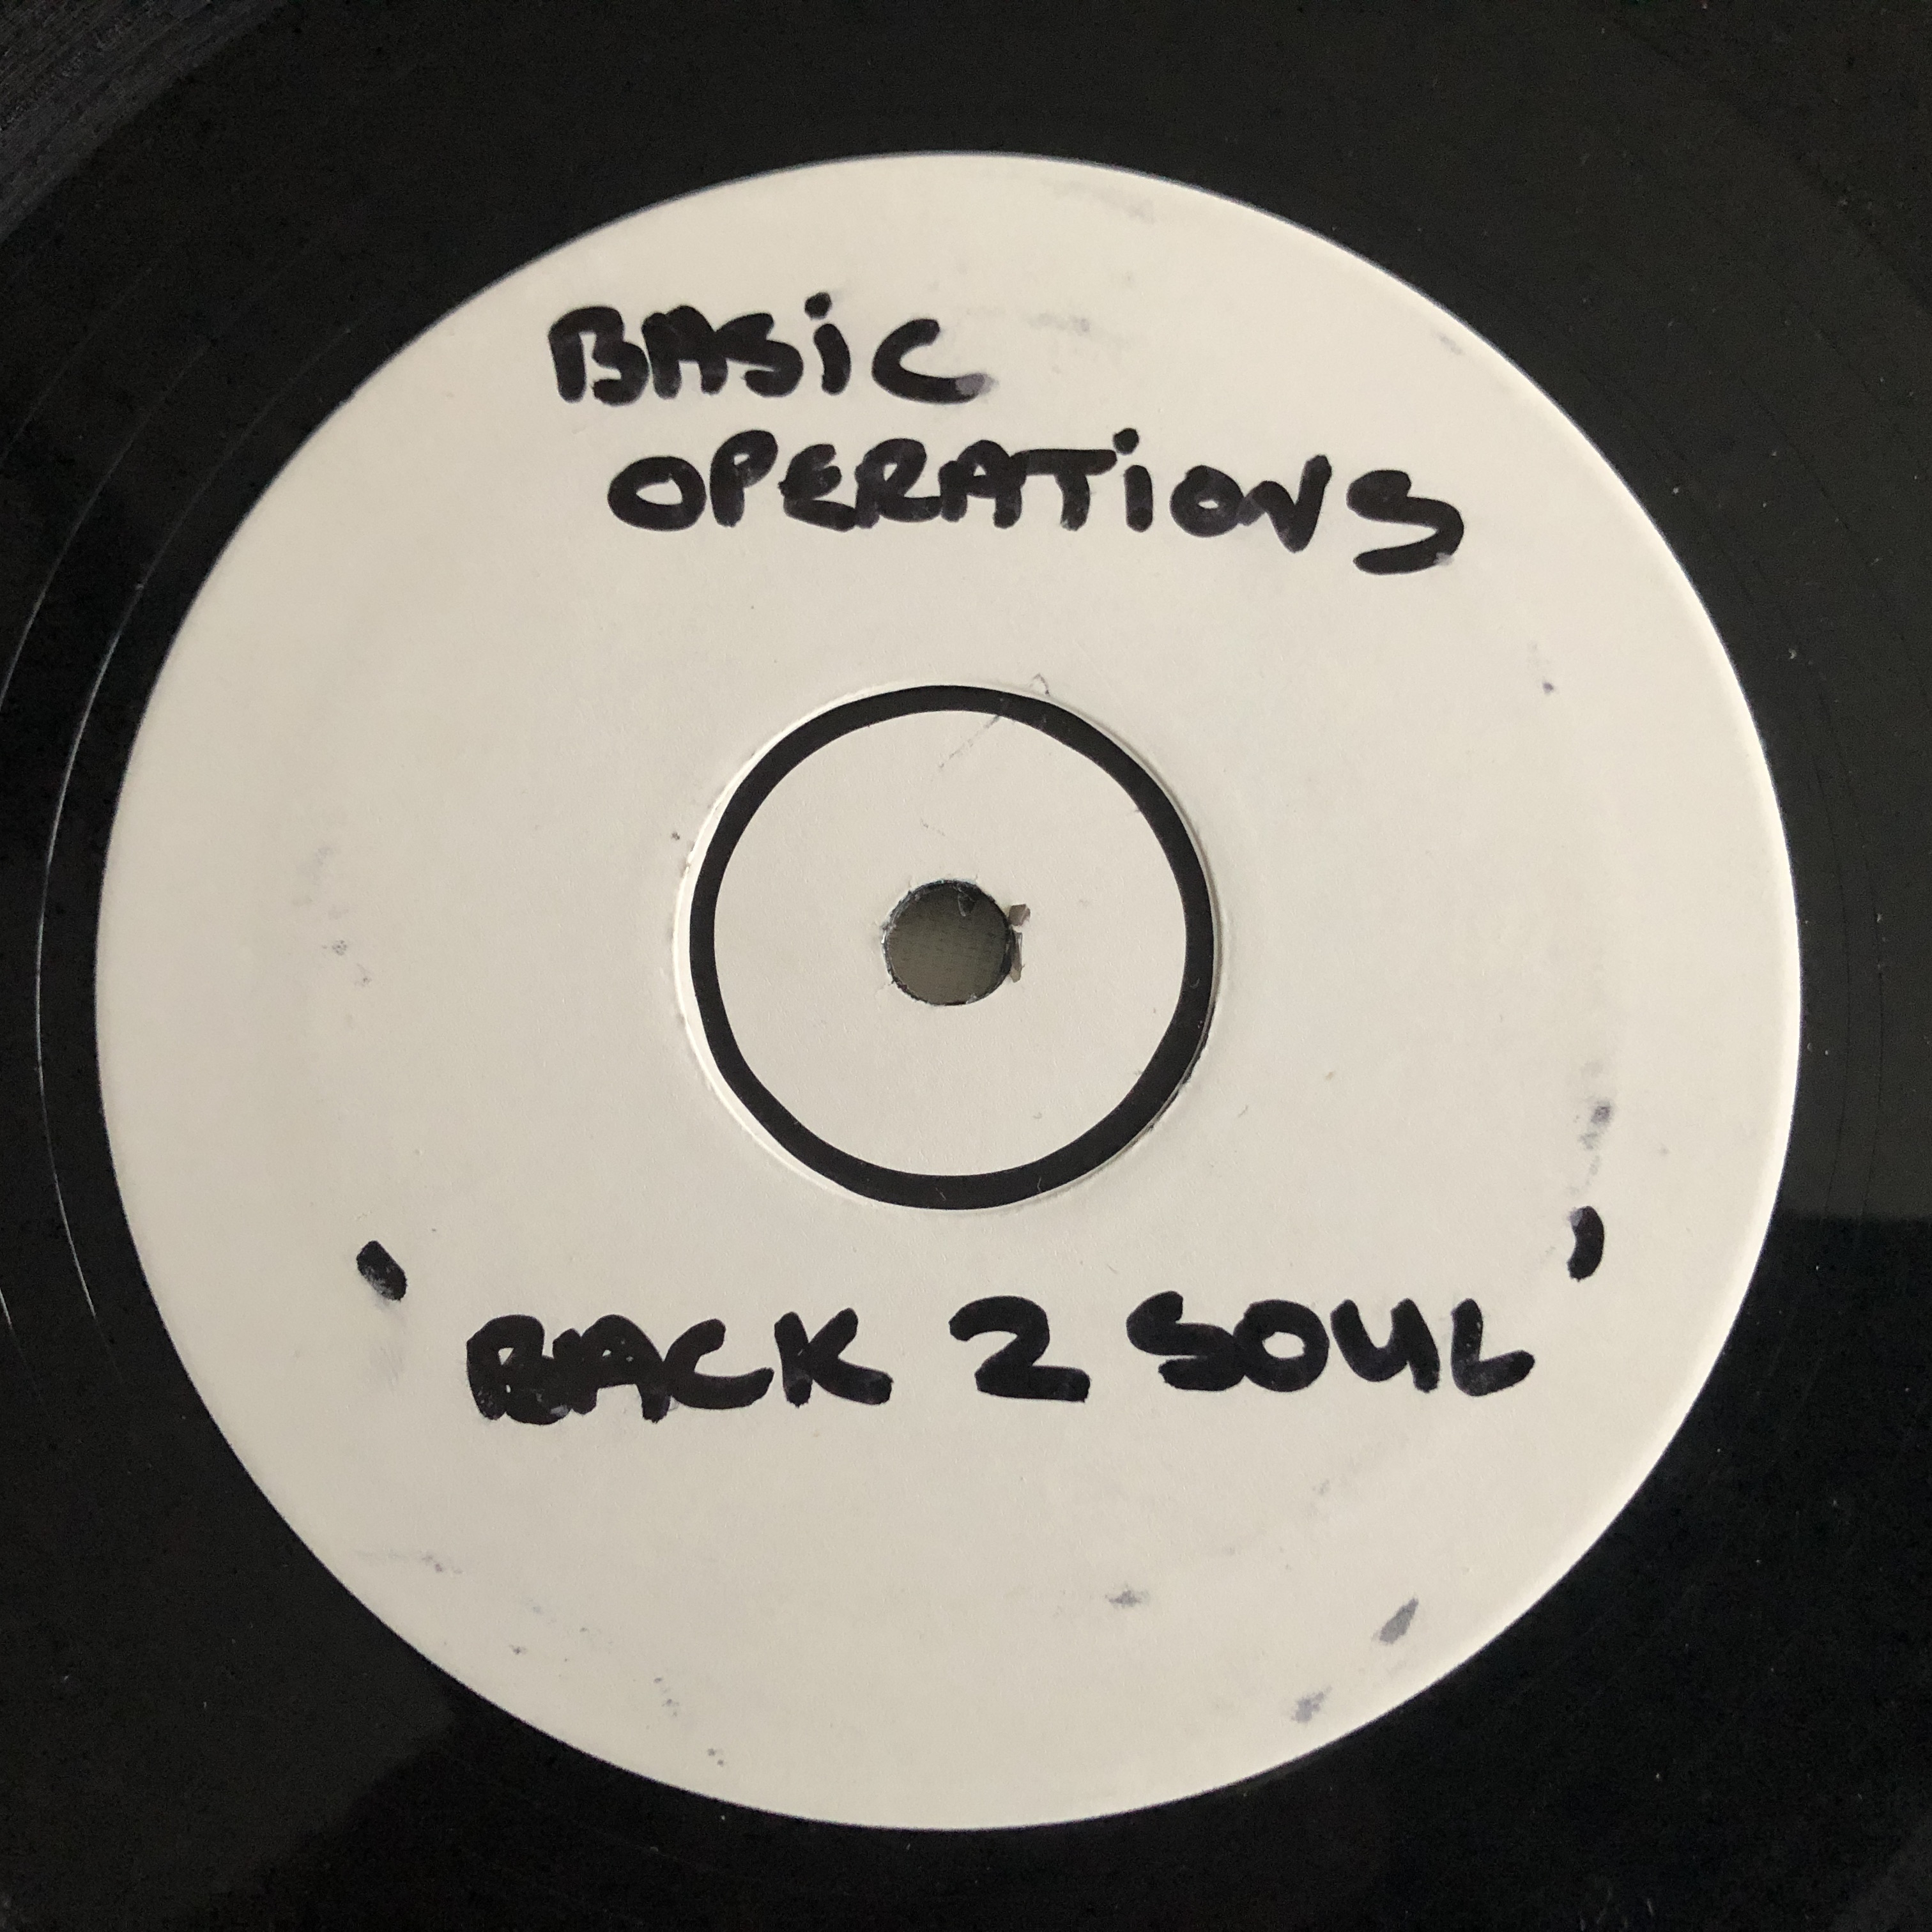 BASiC
OPERATiONS
'BACK 2 SOUL'